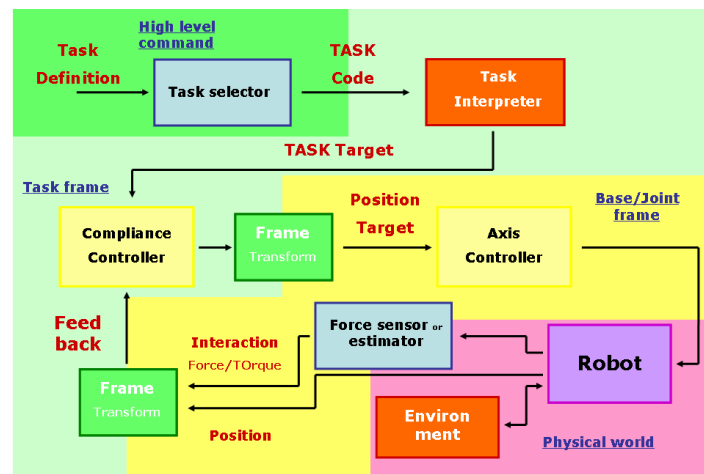 High level
command
Task
Definition
Task selector
TASK
Code
Task
Interpreter
TASK Target
Task frame
Compliance
Controller
Frame
Transform
Position
Target
Axis
Controller
Base/Joint
frame
Feed
back
Interaction
Force/TOrque
Force sensor or
estimator
Robot
Frame
Transform
Position
Environ
ment
Physical world